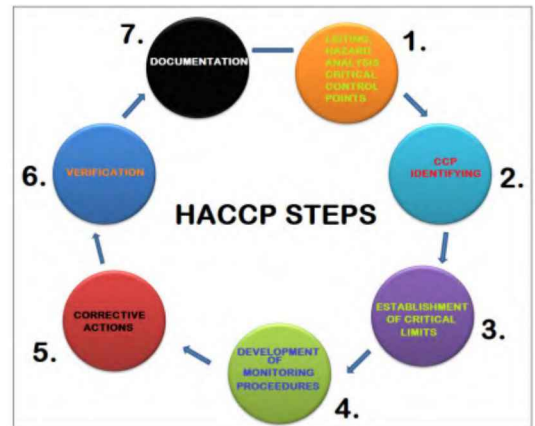 7.
DOCUMENTATION
1.
LISTING,
HAZARD
ANALYSIS
CRITICAL
CONTROL
POINTS
6.
VERIFICATION
CCP
IDENTIFYING
2.
HACCP STEPS
5.
CORRECTIVE
ACTIONS
ESTABLISHMENT
OF CRITICAL
LIMITS
3.
DEVELOPMENT
OF
MONITORING
PROCEEDURES
4.